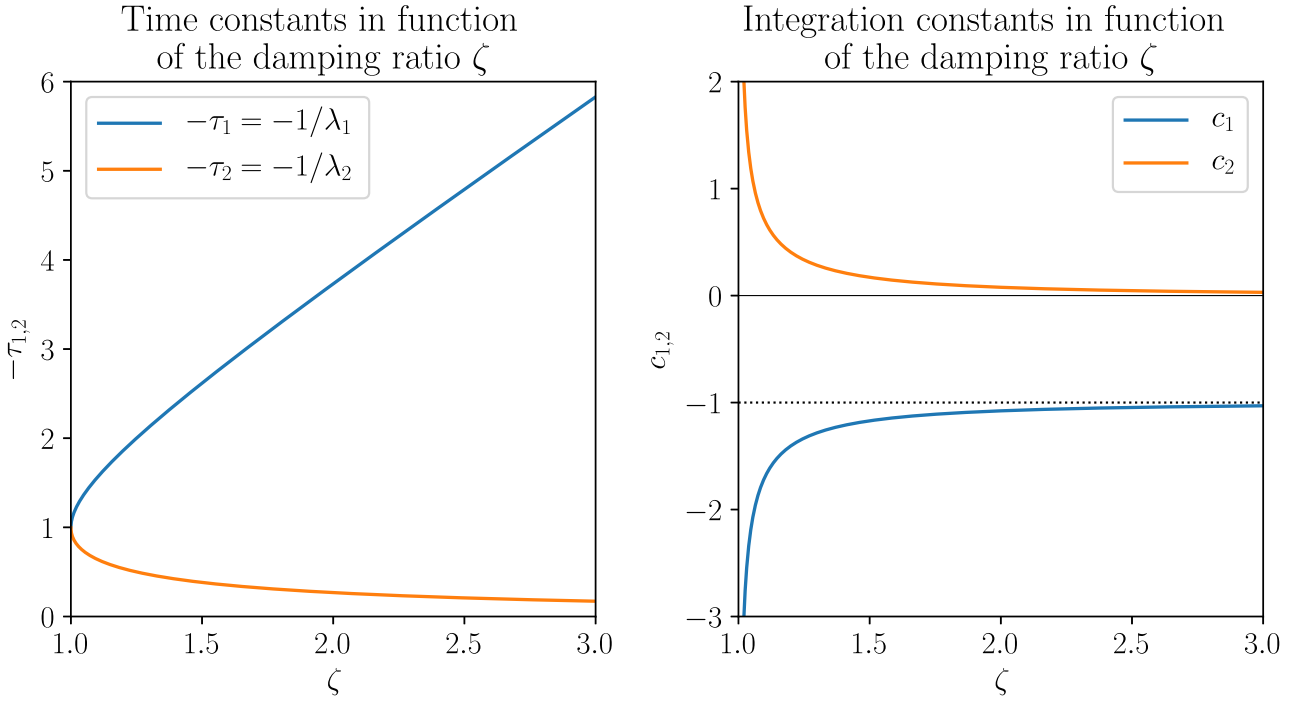 Time constants in function
of the damping ratio ζ
6
5
4
3
2
1
0
−τ₁,₂
−τ₁ = −1/λ₁
−τ₂ = −1/λ₂
1.0 1.5 2.0 2.5 3.0
ζ
Integration constants in function
of the damping ratio ζ
2
1
0
−1
−2
−3
c₁,₂
c₁
c₂
1.0 1.5 2.0 2.5 3.0
ζ